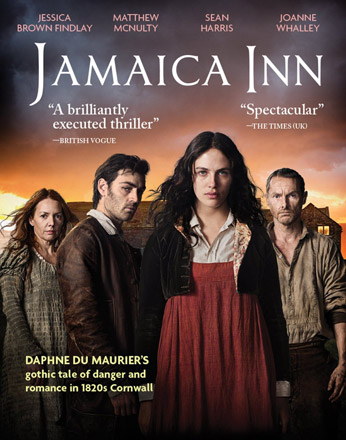 JESSICA BROWN FINDLAY
MATTHEW MCNULTY
SEAN HARRIS
JOANNE WHALLEY
JAMAICA INN
“A brilliantly
executed thriller”
—BRITISH VOGUE
“Spectacular”
—THE TIMES (UK)
DAPHNE DU MAURIER’S
gothic tale of danger and
romance in 1820s Cornwall